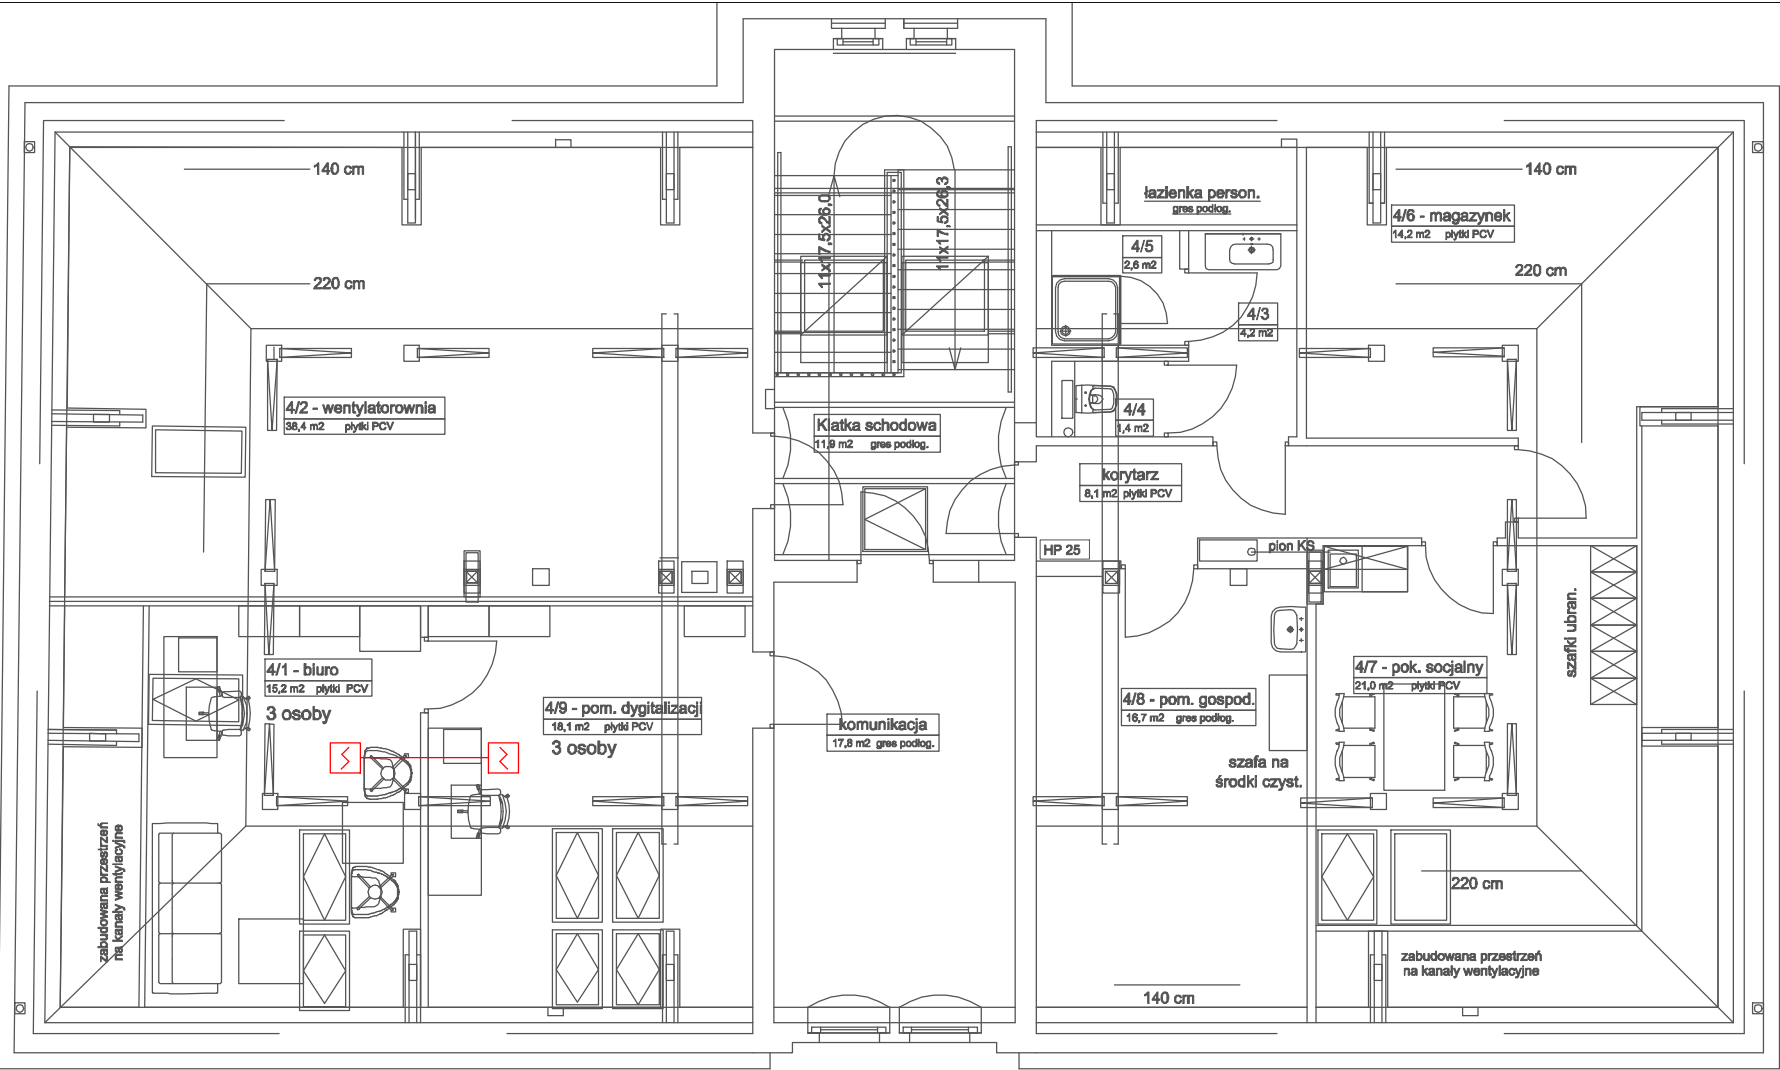 140 cm
220 cm
4/2 - wentylatorownia
38,4 m2 płytki PCV
11x17,5x26,0
11x17,5x26,3
Klatka schodowa
11,9 m2 gres podłog.
łazienka person.
gres podłog.
4/5
2,6 m2
4/3
4,2 m2
4/4
1,4 m2
140 cm
4/6 - magazynek
14,2 m2 płytki PCV
220 cm
korytarz
8,1 m2 płytki PCV
HP 25
pion KS
szafki ubran.
4/1 - biuro
15,2 m2 płytki PCV
3 osoby
4/9 - pom. dygitalizacji
18,1 m2 płytki PCV
3 osoby
komunikacja
17,8 m2 gres podłog.
4/8 - pom. gospod.
16,7 m2 gres podłog.
szafa na
środki czyst.
4/7 - pok. socjalny
21,0 m2 płytki PCV
zabudowana przestrzeń
na kanały wentylacyjne
220 cm
zabudowana przestrzeń
na kanały wentylacyjne
140 cm